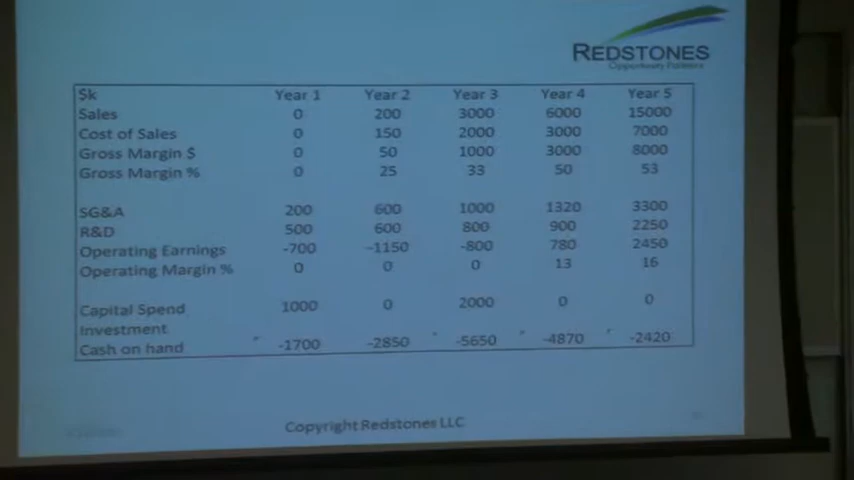 REDSTONES
Opportunity Partners
$k Year 1 Year 2 Year 3 Year 4 Year 5
Sales 0 200 3000 6000 15000
Cost of Sales 0 150 2000 3000 7000
Gross Margin $ 0 50 1000 3000 8000
Gross Margin % 0 25 33 50 53
SG&A 200 600 1000 1320 3300
R&D 500 600 800 900 2250
Operating Earnings -700 -1150 -800 780 2450
Operating Margin % 0 0 0 13 16
Capital Spend 1000 0 2000 0 0
Investment
Cash on hand -1700 -2850 -5650 -4870 -2420
Copyright Redstones LLC